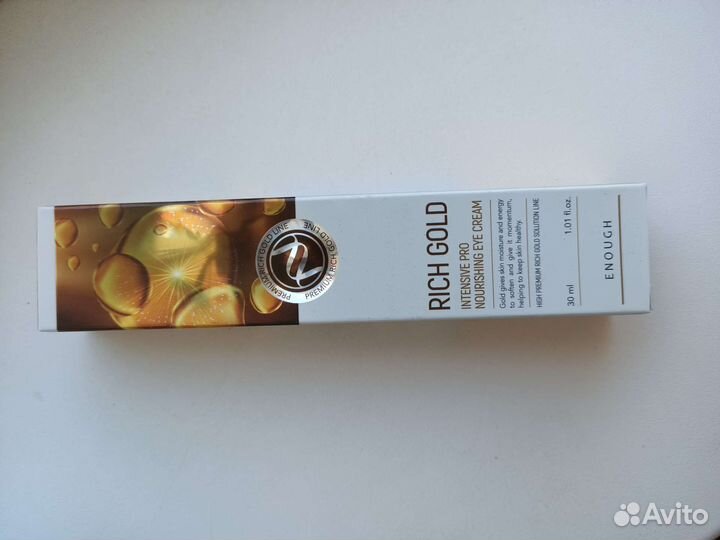 PREMIUM RICH GOLD LINE
PREMIUM RICH GOLD LINE
RICH GOLD
INTENSIVE PRO
NOURISHING EYE CREAM
Gold gives skin moisture and energy
to soften and give it momentum,
helping to keep skin healthy.
HIGH PREMIUM RICH GOLD SOLUTION LINE
30 ml 1.01 fl.oz.
ENOUGH
Avito